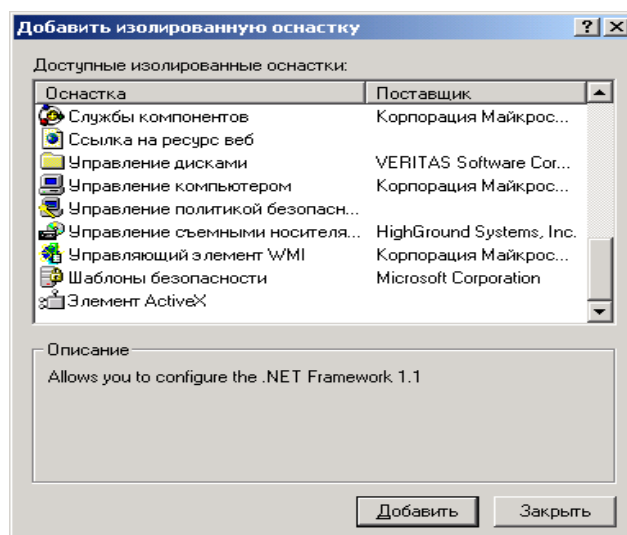 Добавить изолированную оснастку
Доступные изолированные оснастки:
Оснастка Поставщик
Службы компонентов Корпорация Майкрос...
Ссылка на ресурс веб
Управление дисками VERITAS Software Cor...
Управление компьютером Корпорация Майкрос...
Управление политикой безопасн...
Управление съемными носителя... HighGround Systems, Inc.
Управляющий элемент WMI Корпорация Майкрос...
Шаблоны безопасности Microsoft Corporation
Элемент ActiveX
Описание
Allows you to configure the .NET Framework 1.1
Добавить Закрыть